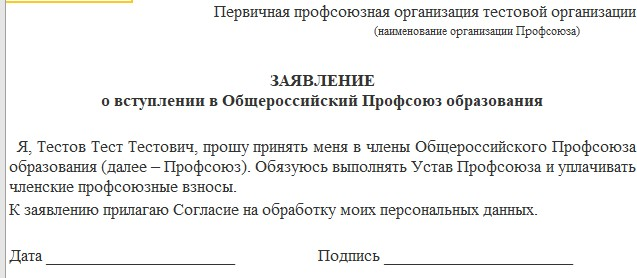 Первичная профсоюзная организация тестовой организации
(наименование организации Профсоюза)
ЗАЯВЛЕНИЕ
о вступлении в Общероссийский Профсоюз образования
Я, Тестов Тест Тестович, прошу принять меня в члены Общероссийского Профсоюза
образования (далее – Профсоюз). Обязуюсь выполнять Устав Профсоюза и уплачивать
членские профсоюзные взносы.
К заявлению прилагаю Согласие на обработку моих персональных данных.
Дата ______________________ Подпись ______________________